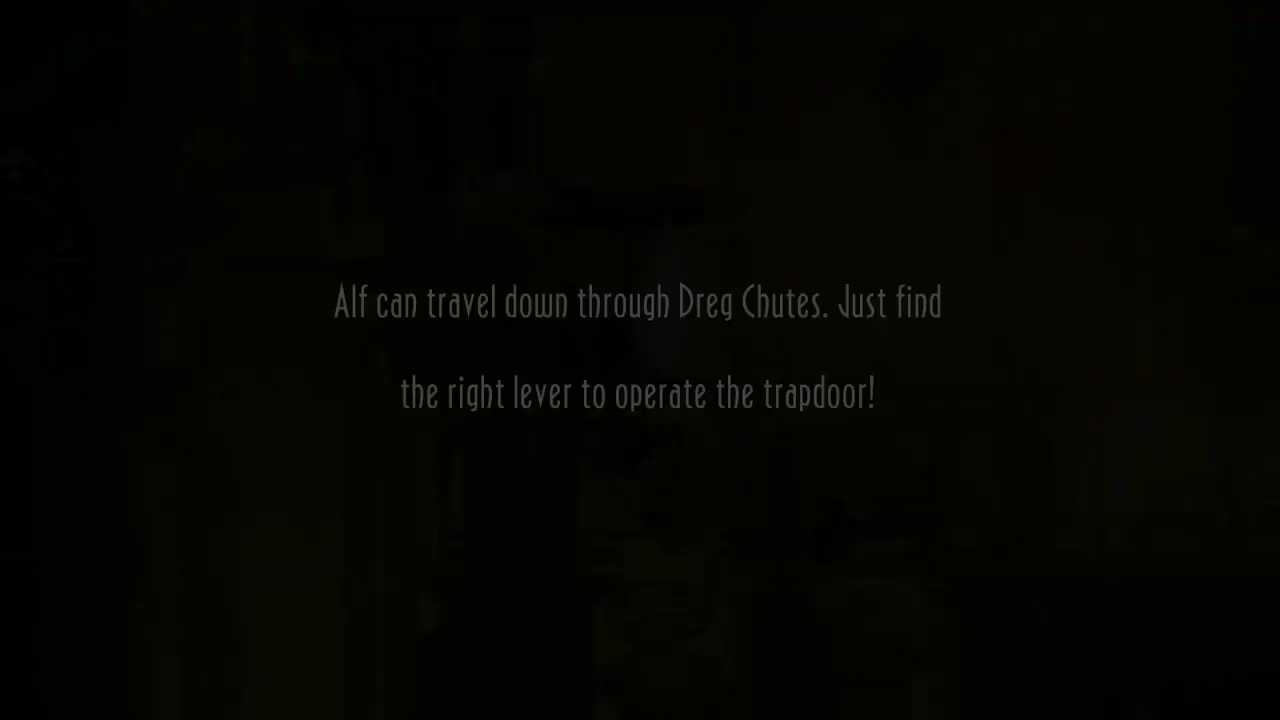 Alf can travel down through Dreg Chutes. Just find
the right lever to operate the trapdoor!